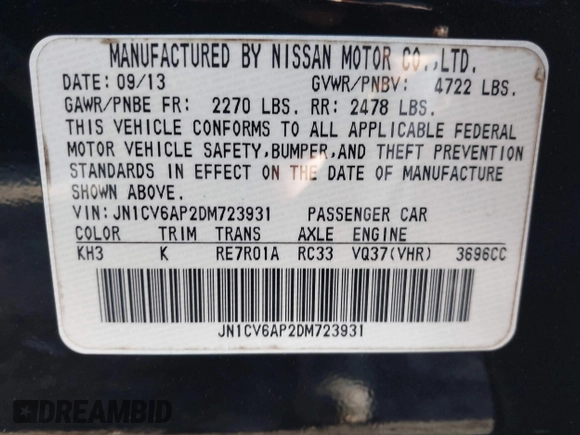 MANUFACTURED BY NISSAN MOTOR CO.,LTD.
DATE: 09/13 GVWR/PNBV: 4722 LBS.
GAWR/PNBE FR: 2270 LBS. RR: 2478 LBS.
THIS VEHICLE CONFORMS TO ALL APPLICABLE FEDERAL
MOTOR VEHICLE SAFETY,BUMPER,AND THEFT PREVENTION
STANDARDS IN EFFECT ON THE DATE OF MANUFACTURE
SHOWN ABOVE.
VIN: JN1CV6AP2DM723931 PASSENGER CAR
COLOR TRIM TRANS AXLE ENGINE
KH3 K RE7R01A RC33 VQ37(VHR) 3696CC
JN1CV6AP2DM723931
DREAMBID